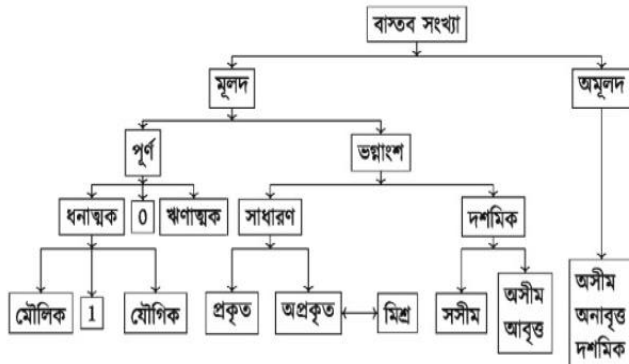 বাস্তব সংখ্যা
মূলদ
অমূলদ
পূর্ণ
ভগ্নাংশ
ধনাত্মক
0
ঋণাত্মক
সাধারণ
দশমিক
মৌলিক
1
যৌগিক
প্রকৃত
অপ্রকৃত
মিশ্র
সসীম
অসীম
আবৃত্ত
অসীম
অনাবৃত্ত
দশমিক